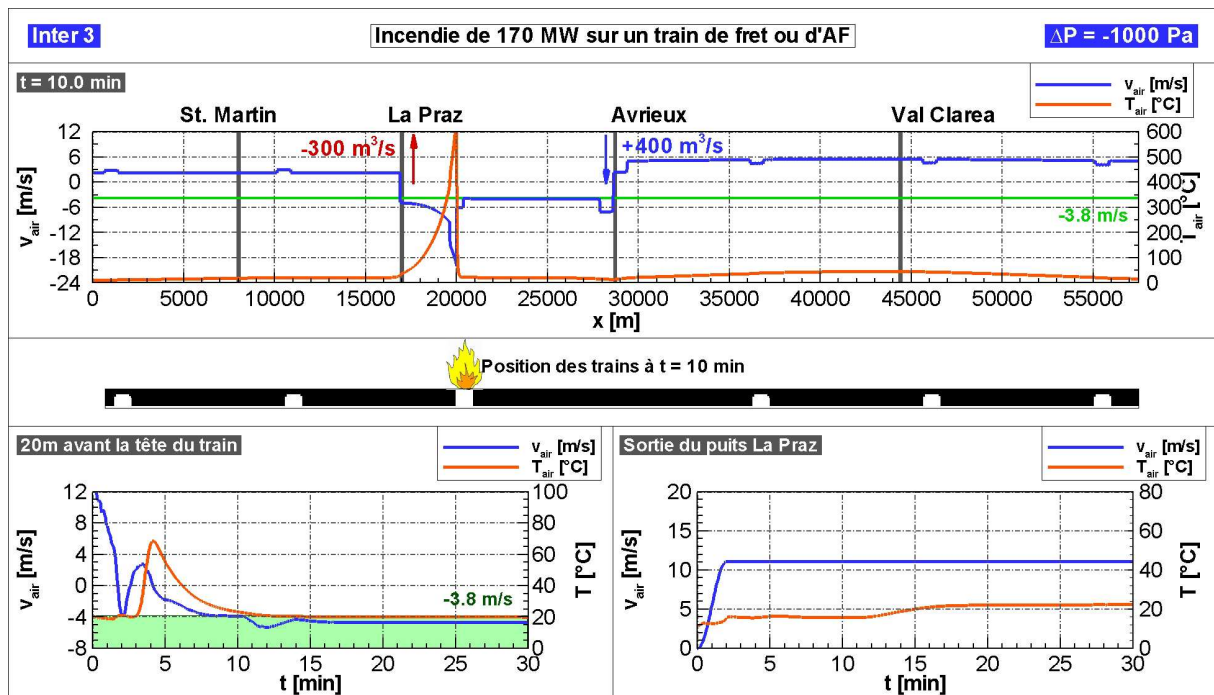 Inter 3
Incendie de 170 MW sur un train de fret ou d'AF
ΔP = -1000 Pa
t = 10.0 min
v_air [m/s]
T_air [°C]
St. Martin
La Praz
Avrieux
Val Clarea
-300 m³/s
+400 m³/s
-3.8 m/s
12
6
0
-6
-12
-18
-24
v_air [m/s]
600
500
400
300
200
100
0
T_air [°C]
0 5000 10000 15000 20000 25000 30000 35000 40000 45000 50000 55000
x [m]
Position des trains à t = 10 min
20m avant la tête du train
v_air [m/s]
T_air [°C]
12
8
4
0
-4
-8
v_air [m/s]
100
80
60
40
20
0
T [°C]
-3.8 m/s
0 5 10 15 20 25 30
t [min]
Sortie du puits La Praz
v_air [m/s]
T_air [°C]
20
15
10
5
0
v_air [m/s]
80
60
40
20
0
T [°C]
0 5 10 15 20 25 30
t [min]